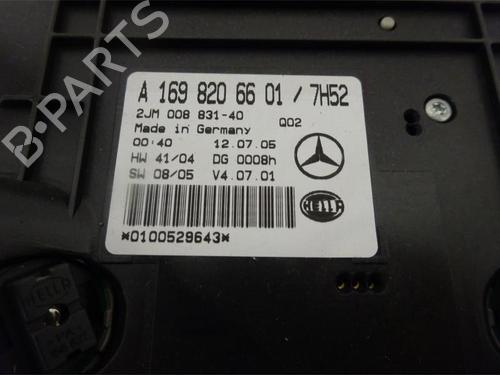 B-PARTS
A 169 820 66 01 / 7H52
2JM 008 831-40 Q02
Made in Germany
00:40 12.07.05
HW 41/04 DG 0008h
SW 08/05 V4.07.01
HELLA
*0100529643*
HELLA